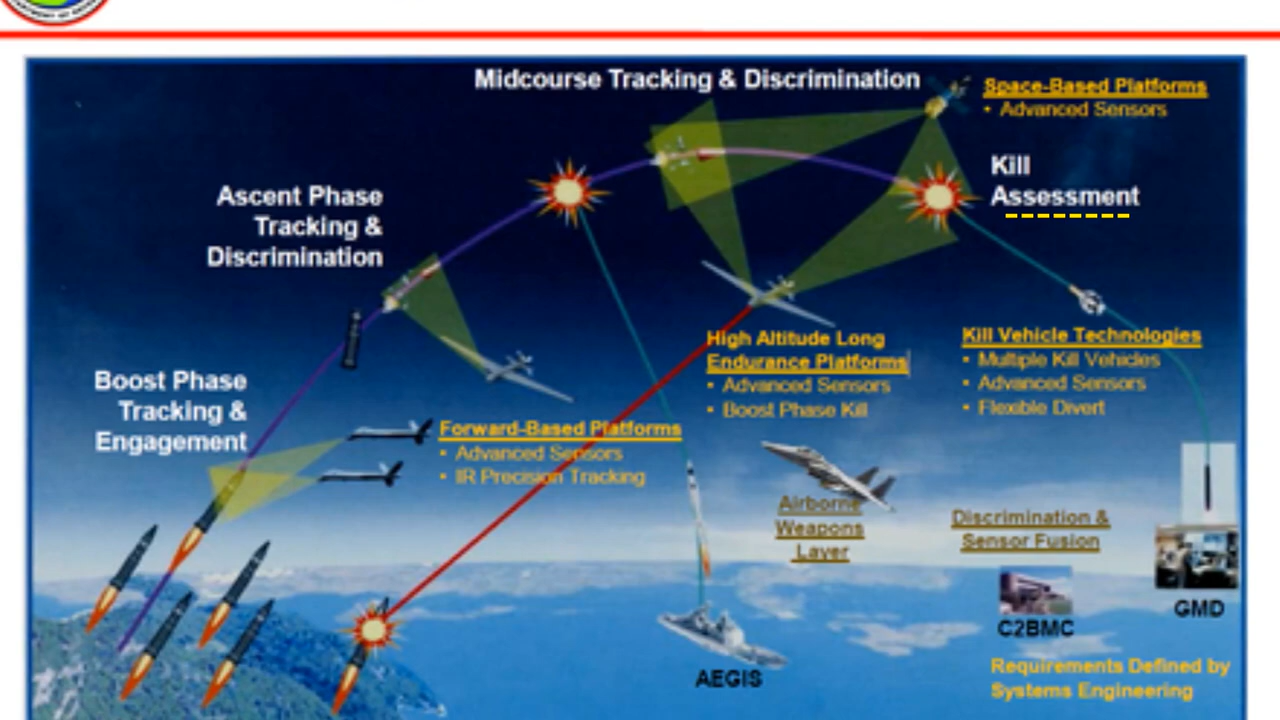 Midcourse Tracking & Discrimination
Space-Based Platforms
• Advanced Sensors
Kill
Assessment
Ascent Phase
Tracking &
Discrimination
High Altitude Long
Endurance Platforms
• Advanced Sensors
• Boost Phase Kill
Kill Vehicle Technologies
• Multiple Kill Vehicles
• Advanced Sensors
• Flexible Divert
Boost Phase
Tracking &
Engagement
Forward-Based Platforms
• Advanced Sensors
• IR Precision Tracking
Airborne
Weapons
Layer
Discrimination &
Sensor Fusion
C2BMC
GMD
AEGIS
Requirements Defined by
Systems Engineering